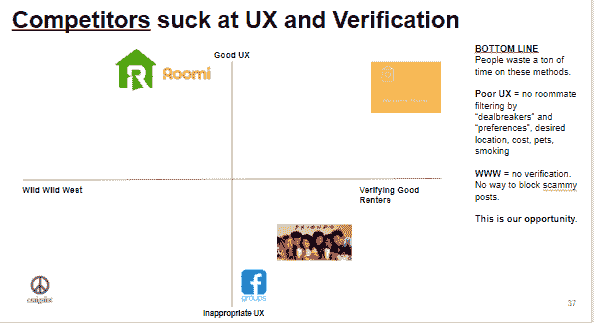 Competitors suck at UX and Verification
Good UX
Roomi
Wild Wild West
Verifying Good
Renters
FRIENDS
craigslist
groups
Inappropriate UX
BOTTOM LINE
People waste a ton of
time on these methods.
Poor UX = no roommate
filtering by
"dealbreakers" and
"preferences", desired
location, cost, pets,
smoking
WWW = no verification.
No way to block scammy
posts.
This is our opportunity.
37